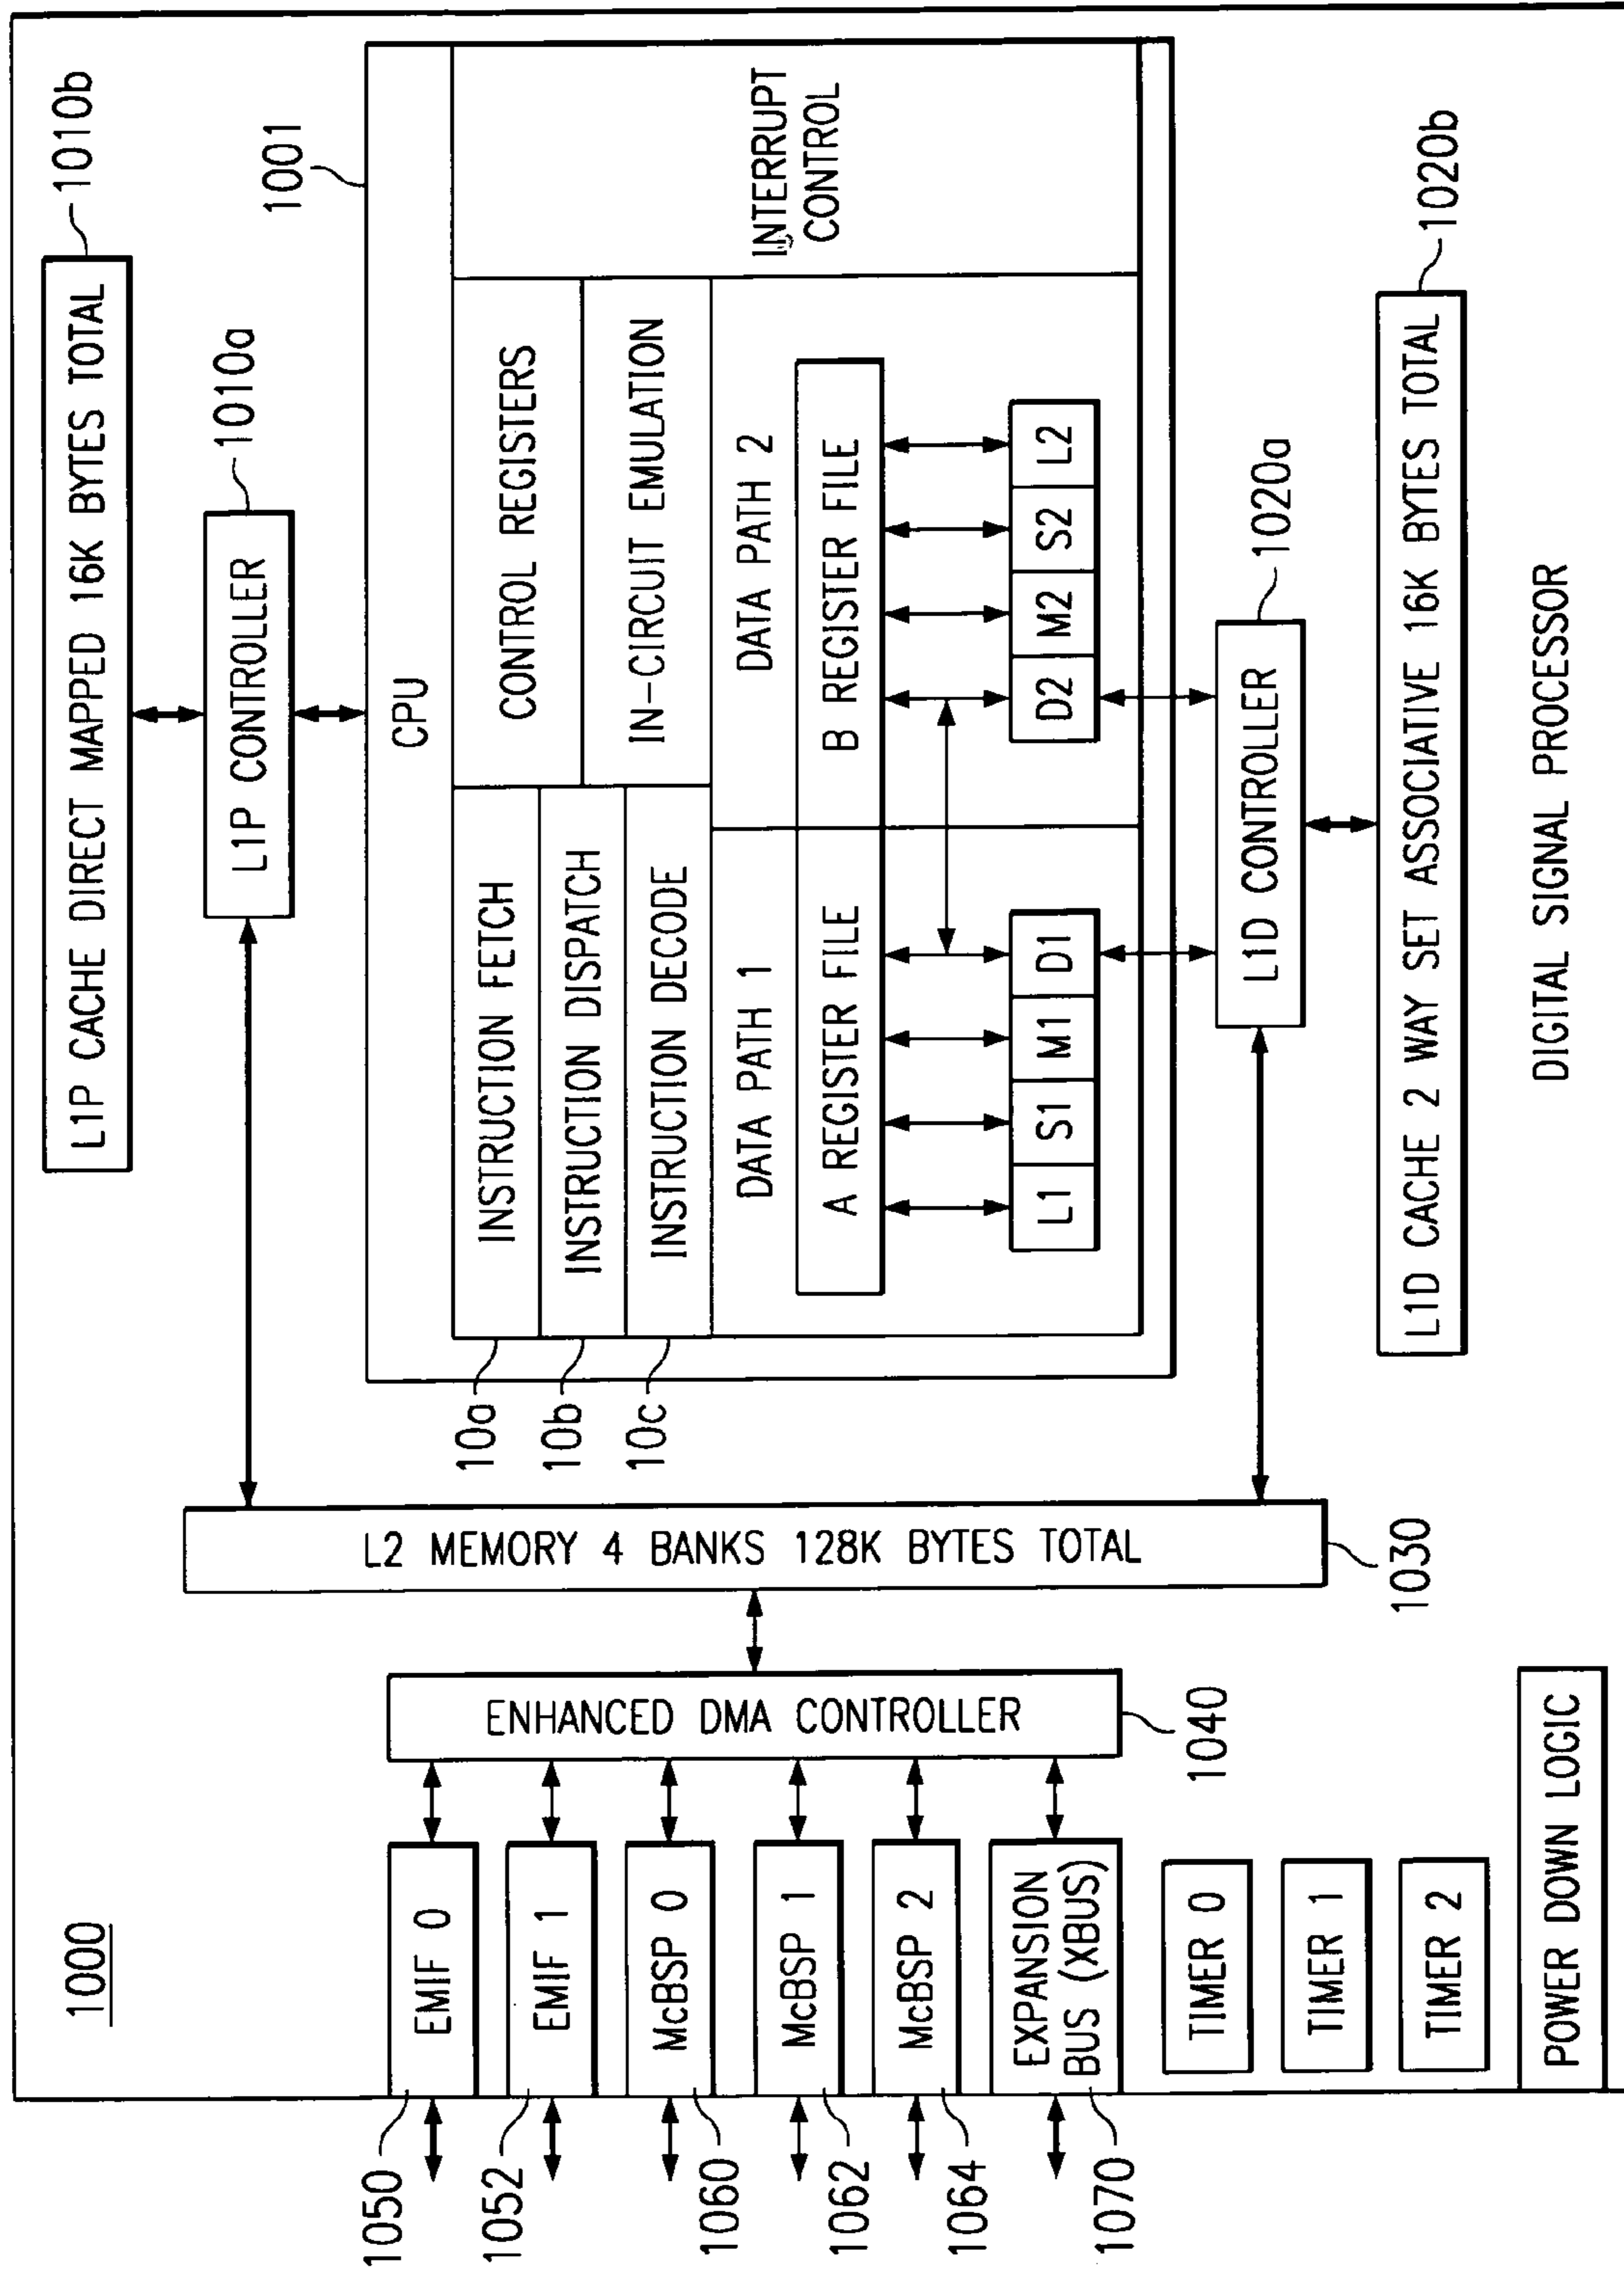 1000
L1P CACHE DIRECT MAPPED 16K BYTES TOTAL
1010b
L1P CONTROLLER
1010a
1001
CPU
INSTRUCTION FETCH
INSTRUCTION DISPATCH
INSTRUCTION DECODE
10a
10b
10c
CONTROL REGISTERS
IN-CIRCUIT EMULATION
INTERRUPT
CONTROL
DATA PATH 1
DATA PATH 2
A REGISTER FILE
B REGISTER FILE
L1
S1
M1
D1
D2
M2
S2
L2
L1D CONTROLLER
1020a
L1D CACHE 2 WAY SET ASSOCIATIVE 16K BYTES TOTAL
1020b
DIGITAL SIGNAL PROCESSOR
L2 MEMORY 4 BANKS 128K BYTES TOTAL
1030
ENHANCED DMA CONTROLLER
1040
EMIF 0
EMIF 1
McBSP 0
McBSP 1
McBSP 2
EXPANSION
BUS (XBUS)
1050
1052
1060
1062
1064
1070
TIMER 0
TIMER 1
TIMER 2
POWER DOWN LOGIC